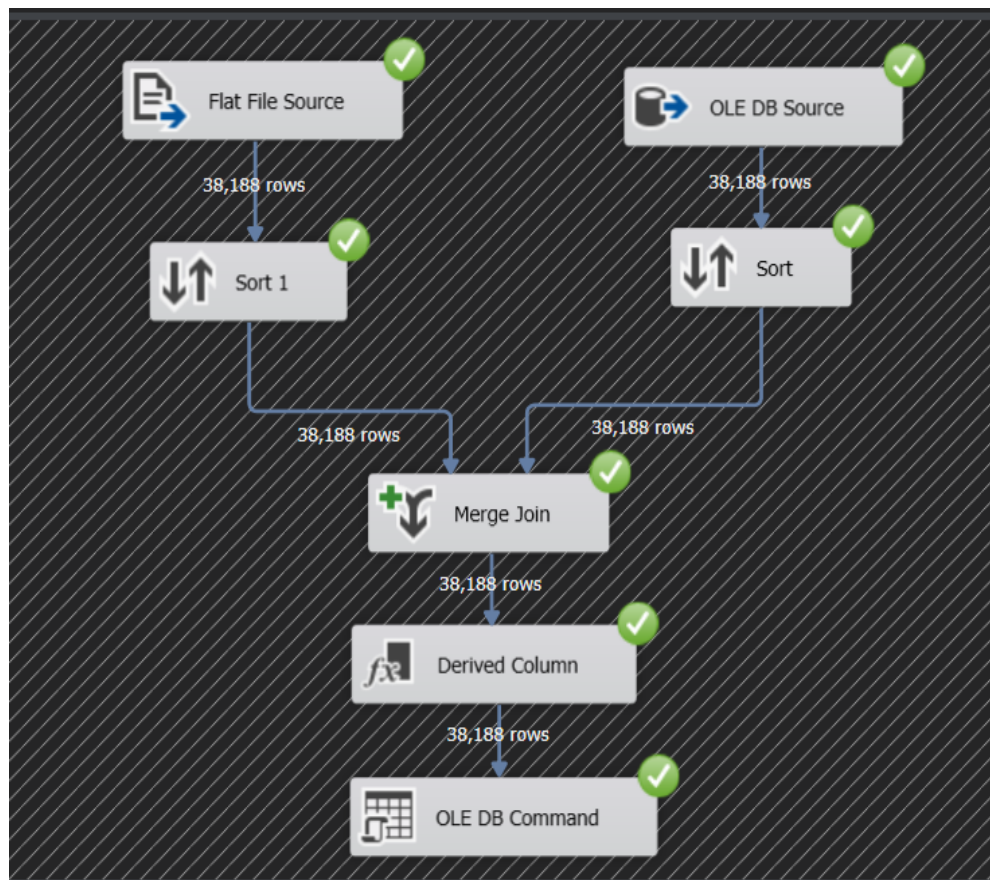 Flat File Source
OLE DB Source
38,188 rows
38,188 rows
Sort 1
Sort
38,188 rows
38,188 rows
Merge Join
38,188 rows
Derived Column
38,188 rows
OLE DB Command